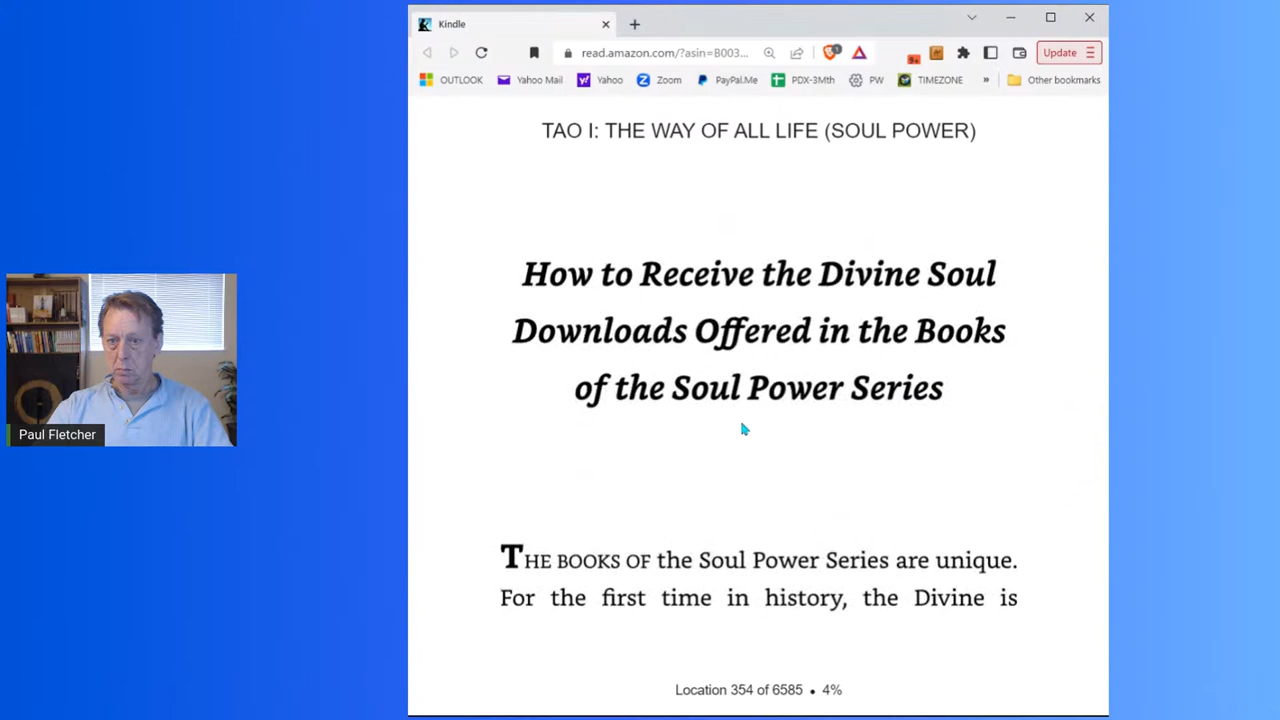 Kindle
read.amazon.com/?asin=B003...
1
9+
Update
OUTLOOK
Yahoo Mail
Yahoo
Zoom
PayPal.Me
PDX-3Mth
PW
TIMEZONE
»
Other bookmarks
TAO I: THE WAY OF ALL LIFE (SOUL POWER)
How to Receive the Divine Soul
Downloads Offered in the Books
of the Soul Power Series
THE BOOKS OF the Soul Power Series are unique.
For the first time in history, the Divine is
Location 354 of 6585 • 4%
Paul Fletcher